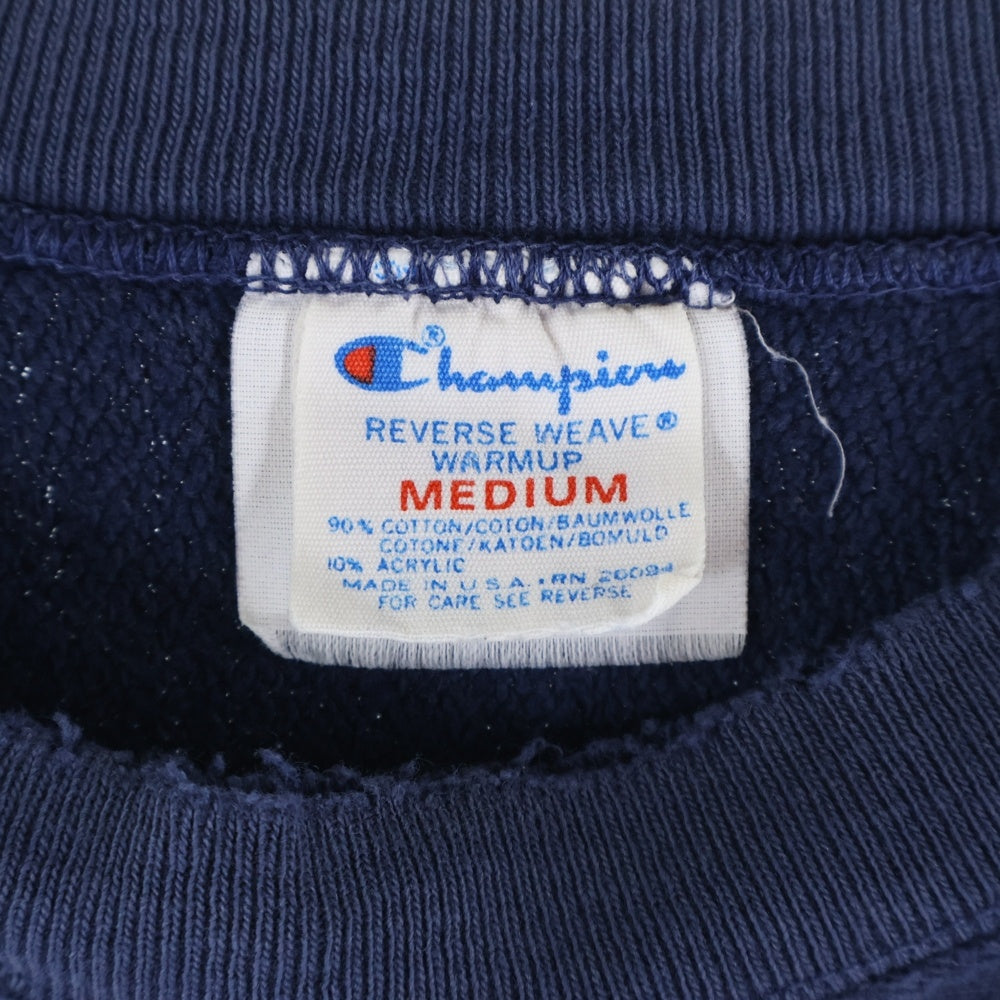 Champion®
REVERSE WEAVE®
WARMUP
MEDIUM
90% COTTON/COTON/BAUMWOLLE
COTONE/KATOEN/BOMULD
10% ACRYLIC
MADE IN U.S.A. • RN 26094
FOR CARE SEE REVERSE